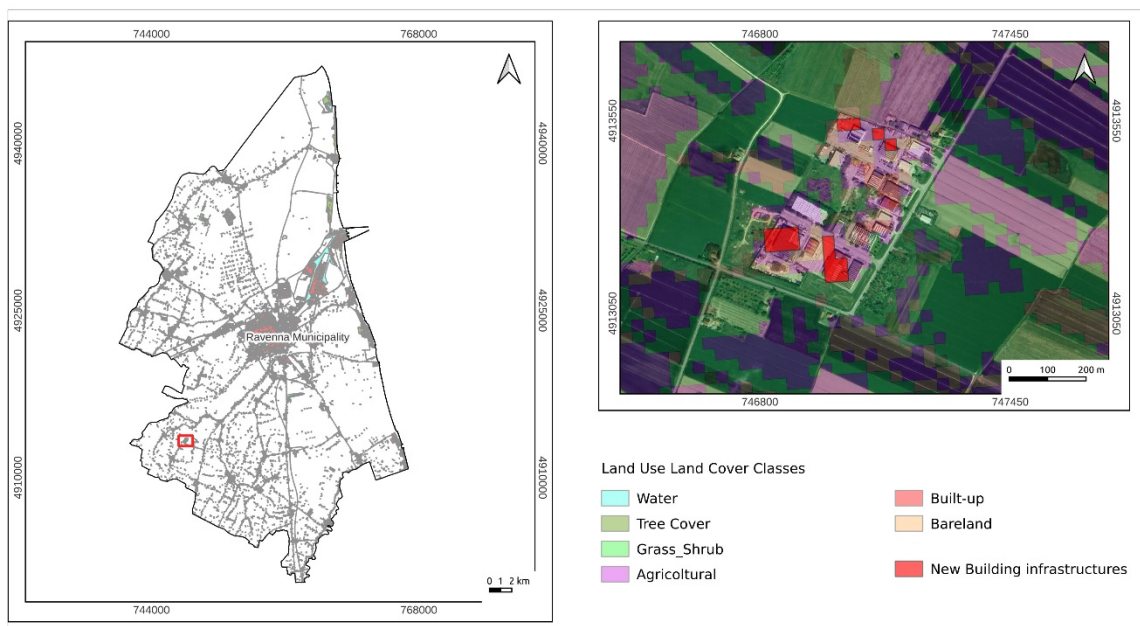 744000 768000
4940000 4940000
4925000 4925000
Ravenna Municipality
4910000 4910000
0 1 2 km
744000 768000
746800 747450
4913550 4913550
4913050 4913050
0 100 200 m
746800 747450
Land Use Land Cover Classes
Water
Tree Cover
Grass_Shrub
Agricoltural
Built-up
Bareland
New Building infrastructures